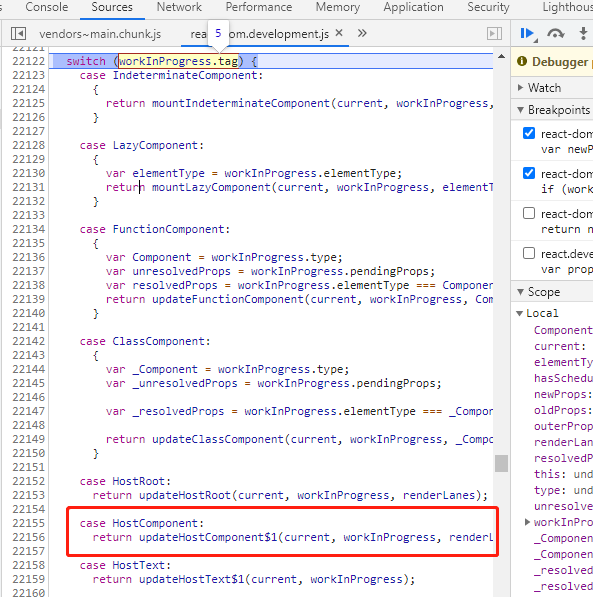 Console Sources Network Performance Memory Application Security Lighthous
vendors~main.chunk.js rea om.development.js × »
5
22121
22122 switch (workInProgress.tag) {
22123 case IndeterminateComponent:
22124 {
22125 return mountIndeterminateComponent(current, workInProgress,
22126 }
22127
22128 case LazyComponent:
22129 {
22130 var elementType = workInProgress.elementType;
22131 return mountLazyComponent(current, workInProgress, elementT
22132 }
22133
22134 case FunctionComponent:
22135 {
22136 var Component = workInProgress.type;
22137 var unresolvedProps = workInProgress.pendingProps;
22138 var resolvedProps = workInProgress.elementType === Componen
22139 return updateFunctionComponent(current, workInProgress, Com
22140 }
22141
22142 case ClassComponent:
22143 {
22144 var _Component = workInProgress.type;
22145 var _unresolvedProps = workInProgress.pendingProps;
22146
22147 var _resolvedProps = workInProgress.elementType === _Compon
22148
22149 return updateClassComponent(current, workInProgress, _Compo
22150 }
22151
22152 case HostRoot:
22153 return updateHostRoot(current, workInProgress, renderLanes);
22154
22155 case HostComponent:
22156 return updateHostComponent$1(current, workInProgress, renderL
22157
22158 case HostText:
22159 return updateHostText$1(current, workInProgress);
22160
Debugger
Watch
Breakpoints
react-dom
var newP
react-dom
if (work
react-dom
return n
react.deve
var prop
Scope
Local
Component
current:
elementTy
hasSchedu
newProps:
oldProps:
outerProp
renderLan
resolvedP
this: und
type: und
unresolve
workInPro
_Componen
_Componen
_resolved
_resolved